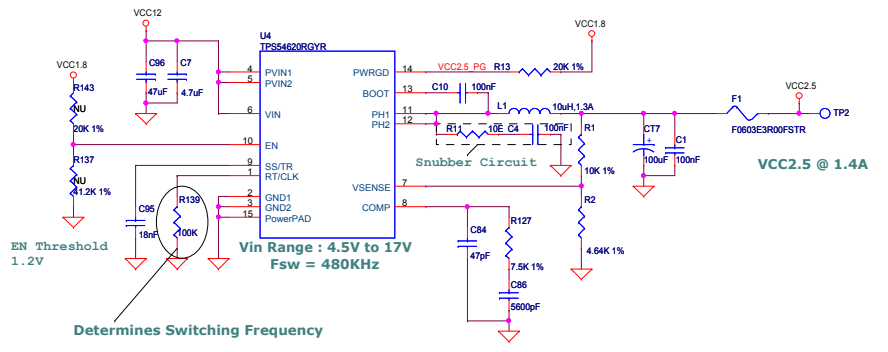 VCC12
VCC1.8
R143
NU
20K 1%
R137
NU
41.2K 1%
EN Threshold
1.2V
C96
47uF
C7
4.7uF
U4
TPS54620RGYR
4 PVIN1
5 PVIN2
6 VIN
10 EN
9 SS/TR
1 RT/CLK
2 GND1
3 GND2
15 PowerPAD
PWRGD 14
BOOT 13
PH1 11
PH2 12
VSENSE 7
COMP 8
C95
18nF
R139
100K
Vin Range : 4.5V to 17V
Fsw = 480KHz
Determines Switching Frequency
VCC2.5_PG
R13
20K 1%
VCC1.8
C10
100nF
L1
10uH,1.3A
R11
10E
C4
100nF
Snubber Circuit
R1
10K 1%
R2
4.64K 1%
C84
47pF
R127
7.5K 1%
C86
5600pF
CT7
+
100uF
C1
100nF
F1
F0603E3R00FSTR
VCC2.5
TP2
VCC2.5 @ 1.4A